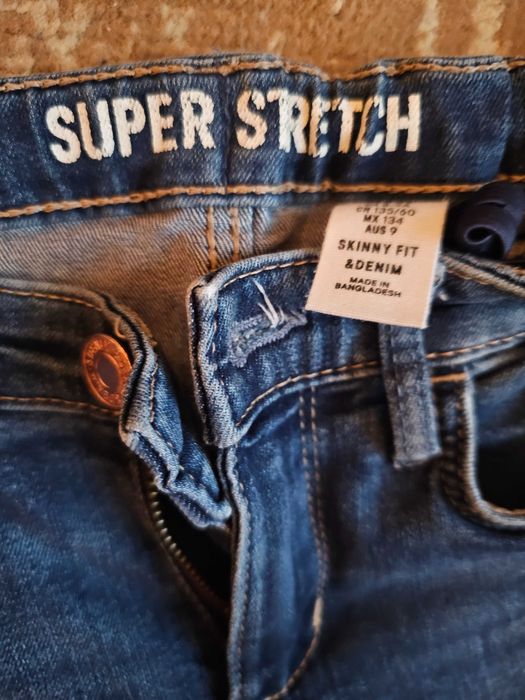 SUPER STRETCH
CN 135/60
MX 134
AUS 9
SKINNY FIT
&DENIM
MADE IN
BANGLADESH